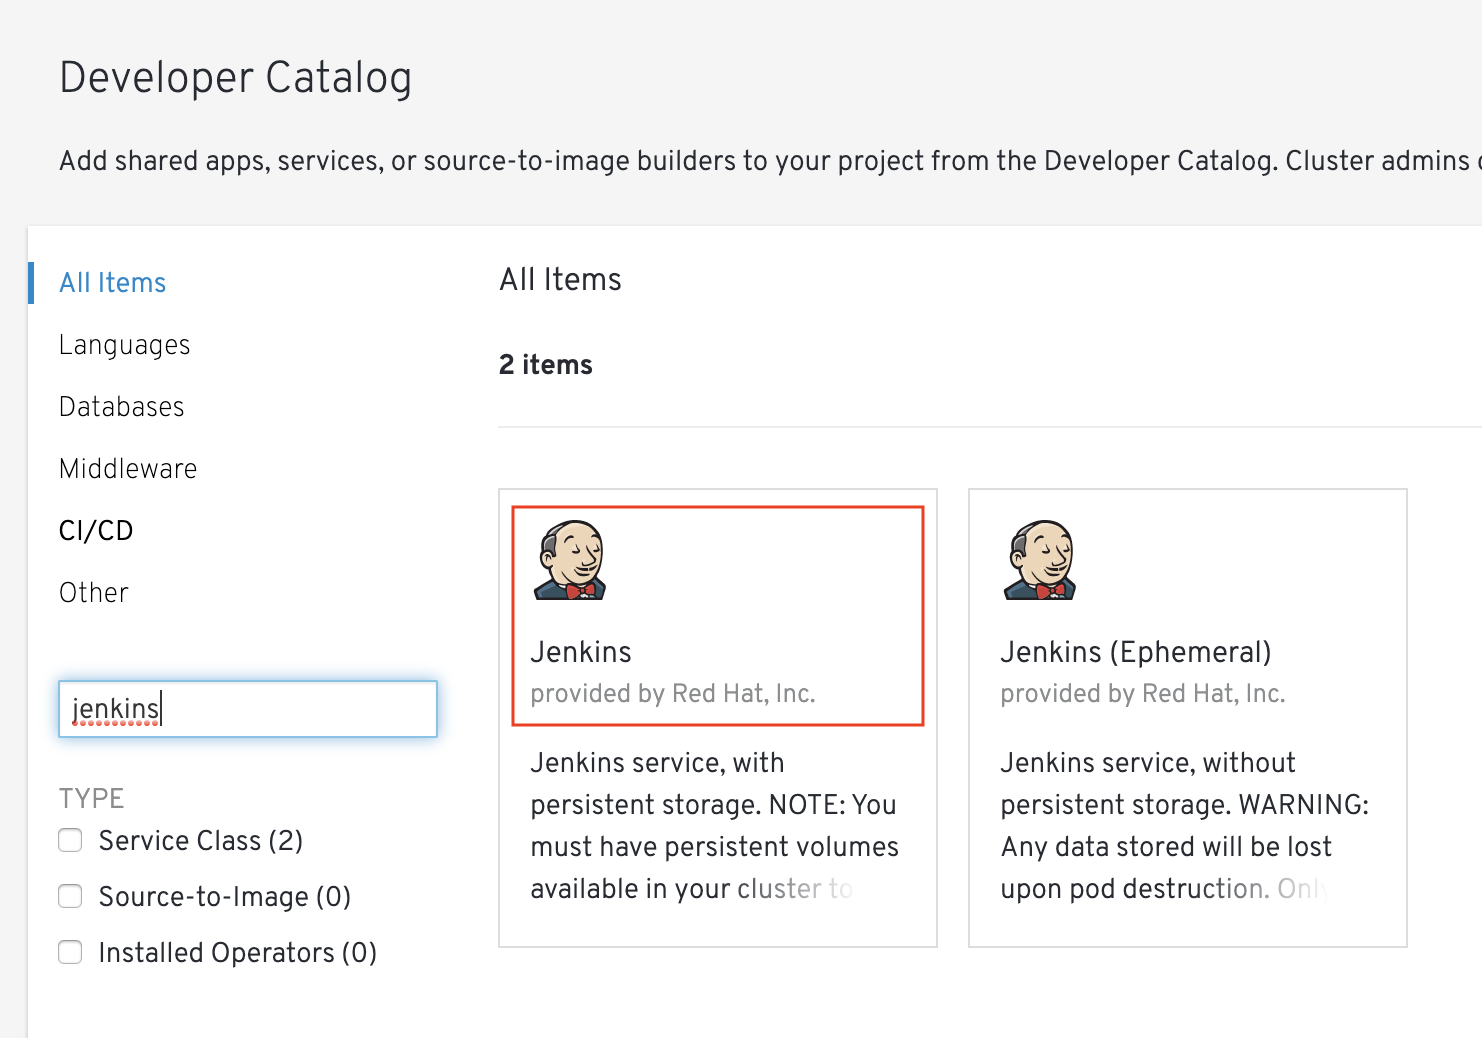 Developer Catalog
Add shared apps, services, or source-to-image builders to your project from the Developer Catalog. Cluster admins
All Items
Languages
Databases
Middleware
CI/CD
Other
jenkins
TYPE
Service Class (2)
Source-to-Image (0)
Installed Operators (0)
All Items
2 items
Jenkins
provided by Red Hat, Inc.
Jenkins service, with
persistent storage. NOTE: You
must have persistent volumes
available in your cluster to
Jenkins (Ephemeral)
provided by Red Hat, Inc.
Jenkins service, without
persistent storage. WARNING:
Any data stored will be lost
upon pod destruction. Only